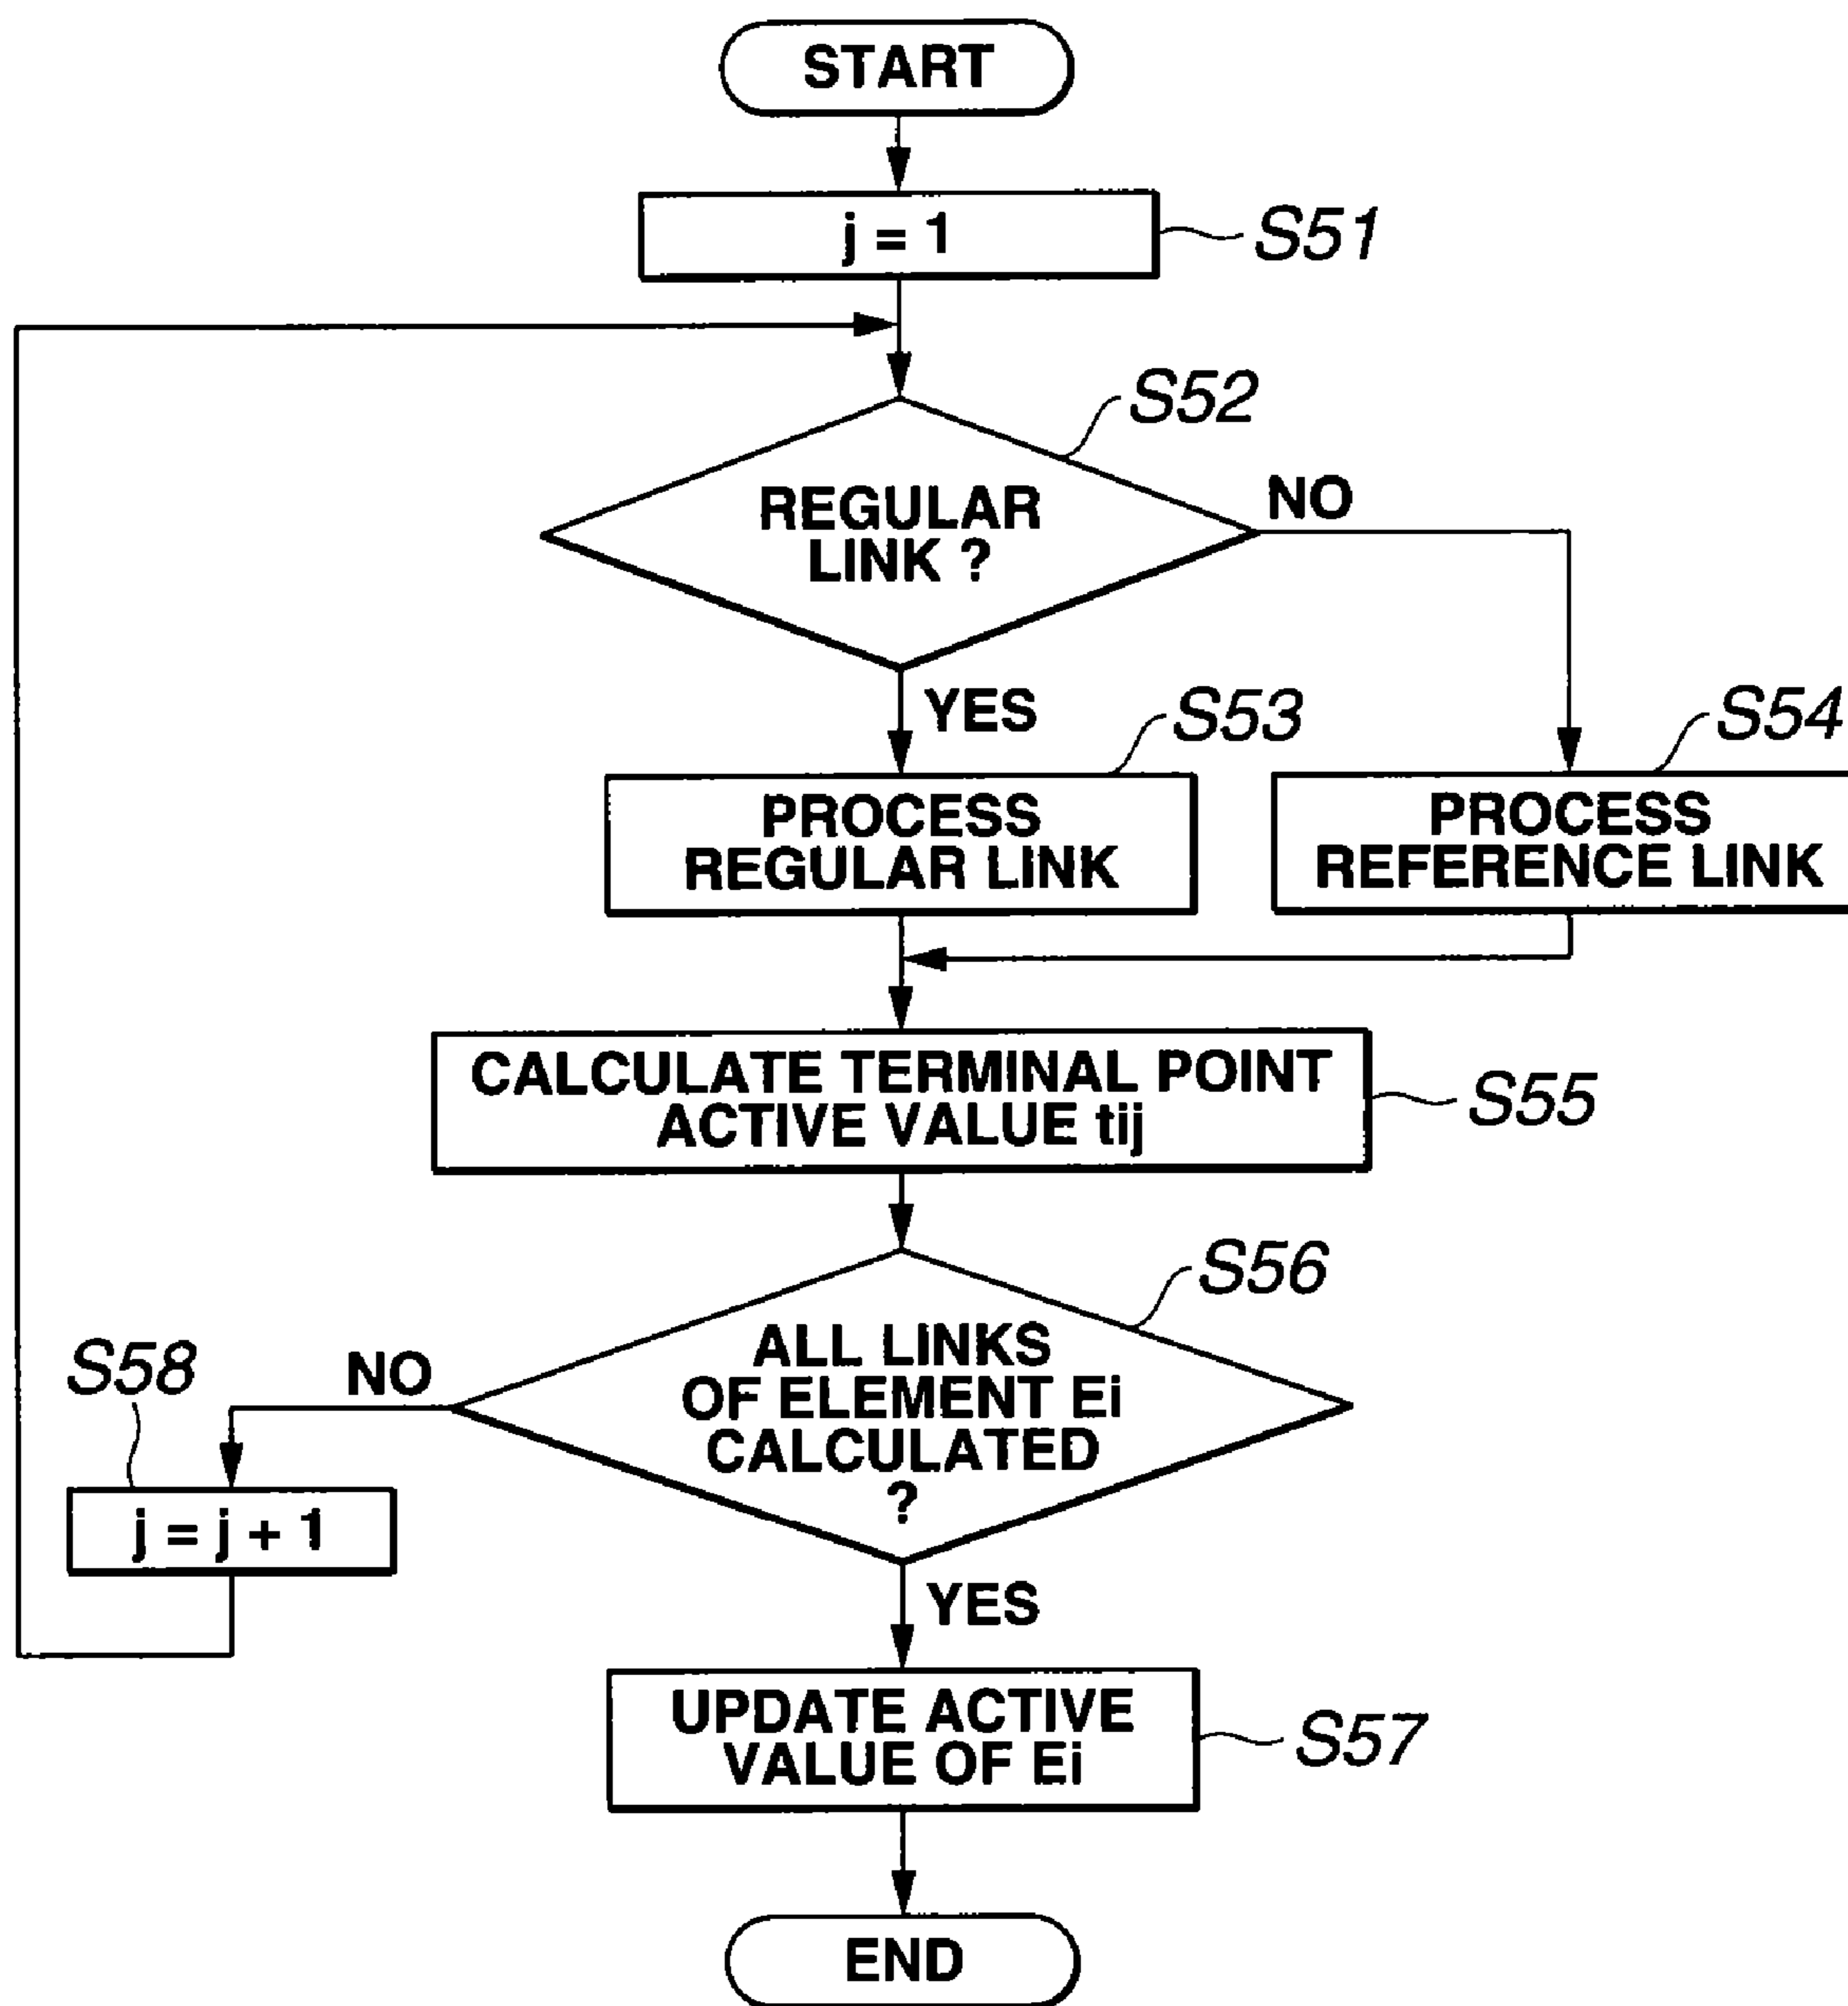 START
j = 1
S51
S52
REGULAR
LINK ?
NO
YES
S53
S54
PROCESS
REGULAR LINK
PROCESS
REFERENCE LINK
CALCULATE TERMINAL POINT
ACTIVE VALUE tij
S55
S56
ALL LINKS
OF ELEMENT Ei
CALCULATED
?
NO
S58
j = j + 1
YES
UPDATE ACTIVE
VALUE OF Ei
S57
END